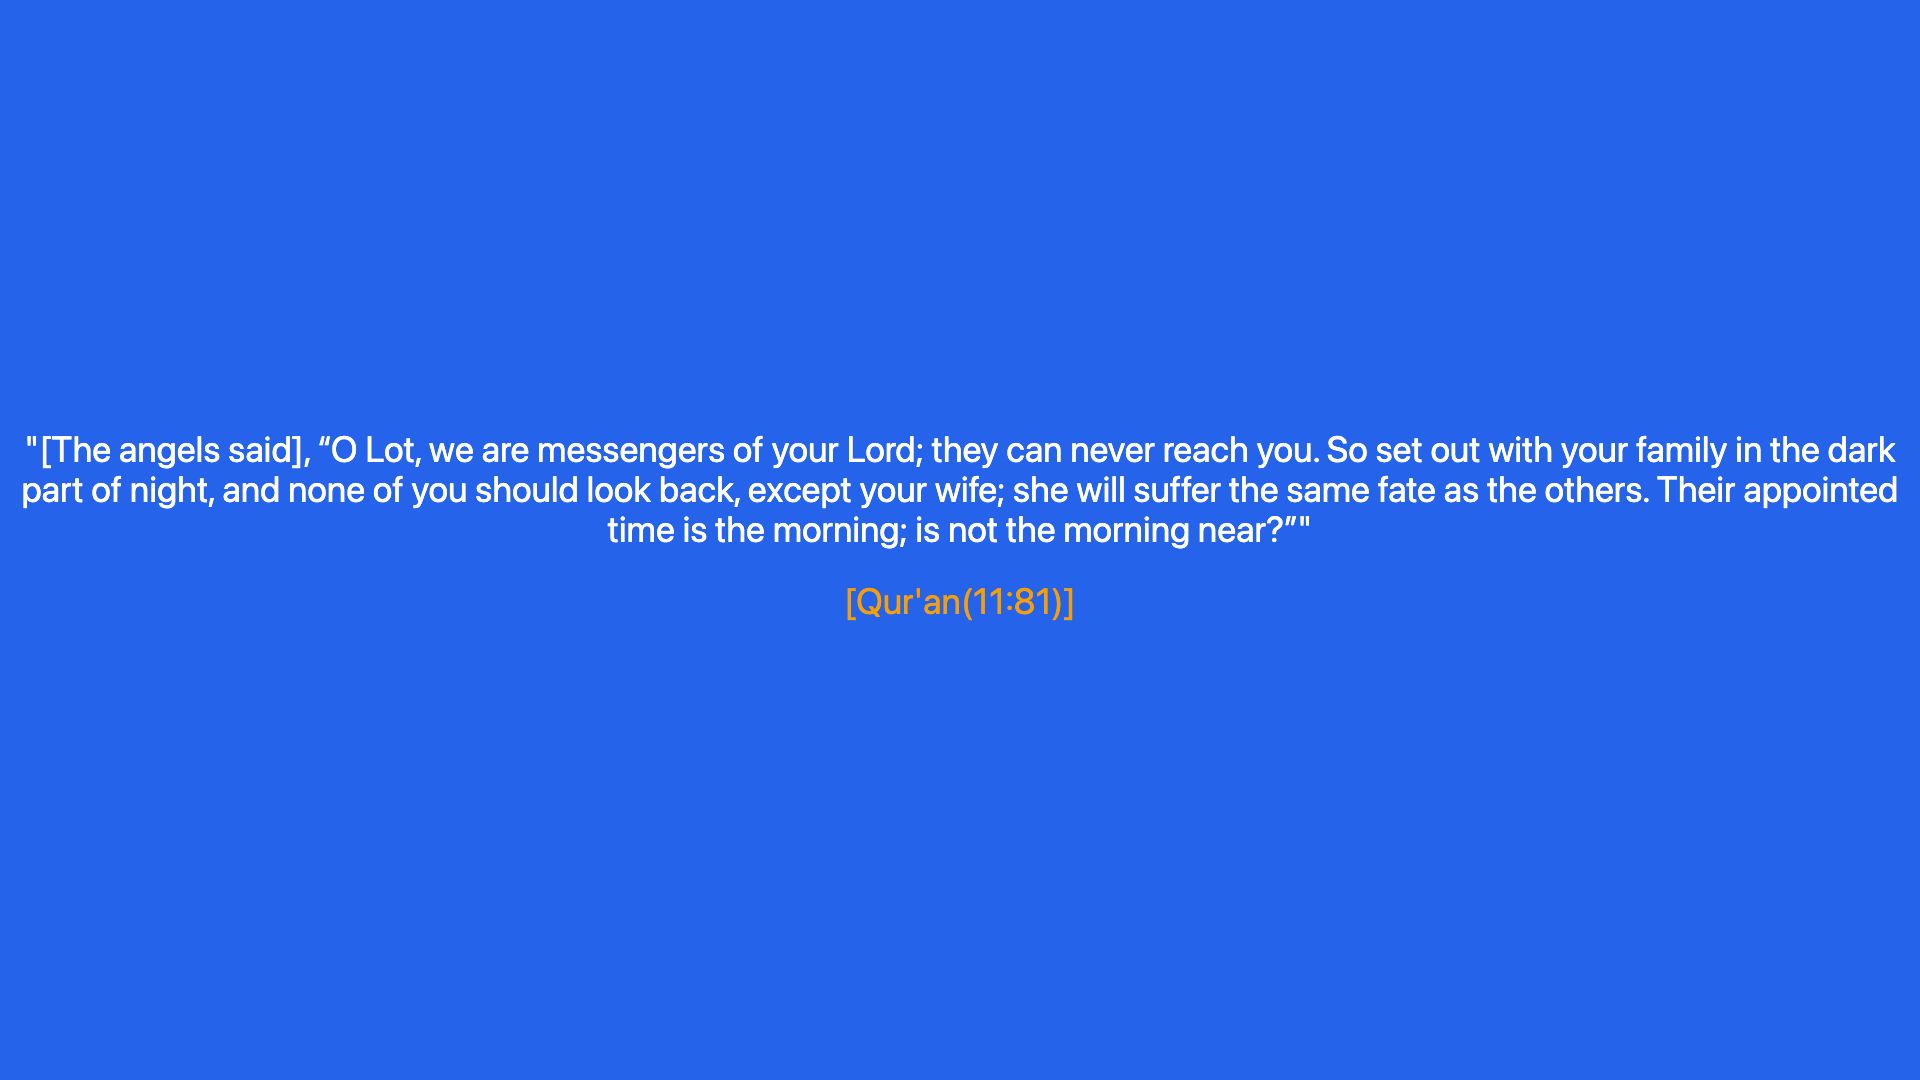 "[The angels said], “O Lot, we are messengers of your Lord; they can never reach you. So set out with your family in the dark
part of night, and none of you should look back, except your wife; she will suffer the same fate as the others. Their appointed
time is the morning; is not the morning near?”"
[Qur'an(11:81)]